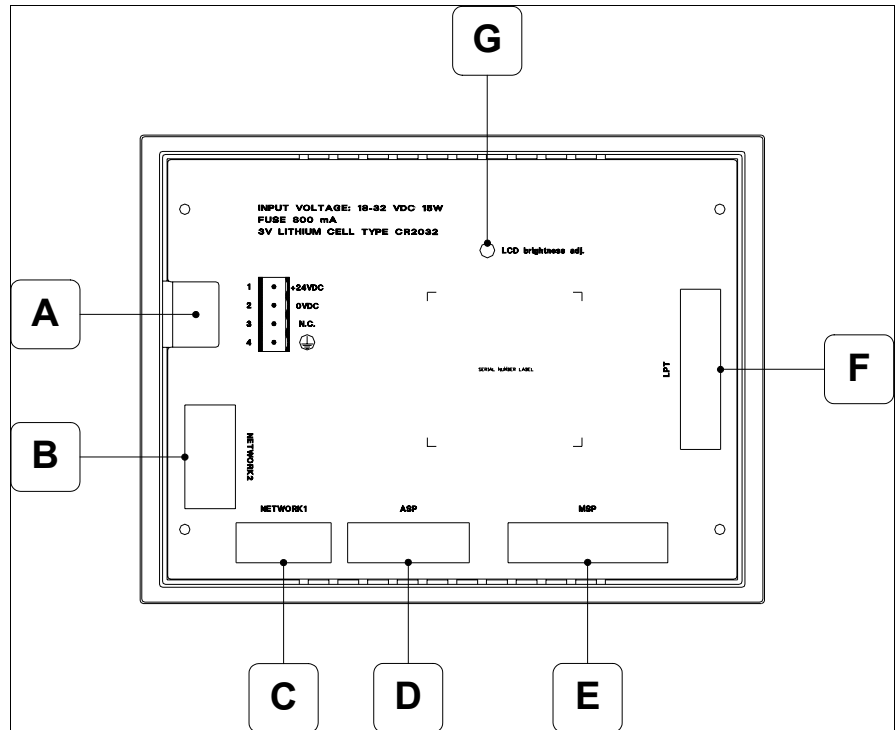 G
INPUT VOLTAGE: 18-32 VDC 15W
FUSE 800 mA
3V LITHIUM CELL TYPE CR2032
LCD brightness adj.
A
1 +24VDC
2 0VDC
3 N.C.
4
SERIAL NUMBER LABEL
LPT
F
B
NETWORK2
NETWORK1
ASP
MSP
C
D
E